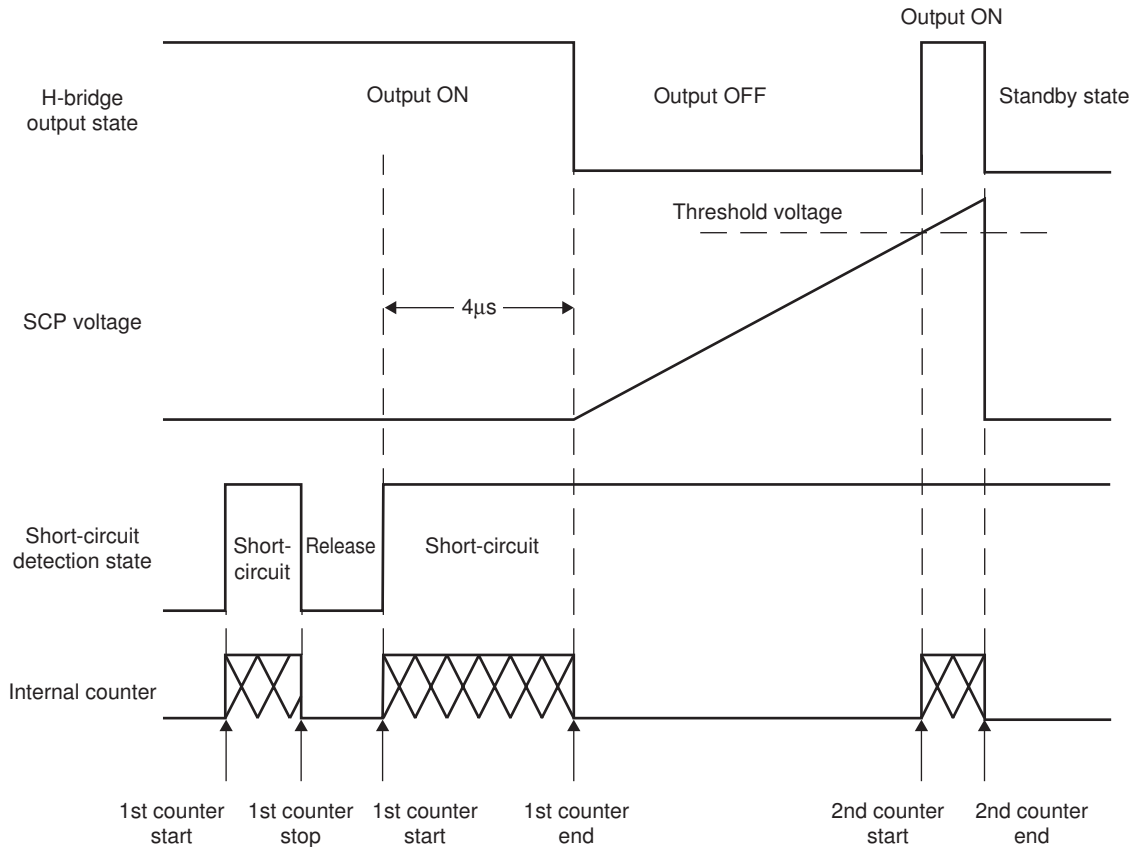 Output ON
H-bridge
output state
Output ON
Output OFF
Standby state
Threshold voltage
4μs
SCP voltage
Short-circuit
detection state
Short-
circuit
Release
Short-circuit
Internal counter
1st counter
start
1st counter
stop
1st counter
start
1st counter
end
2nd counter
start
2nd counter
end